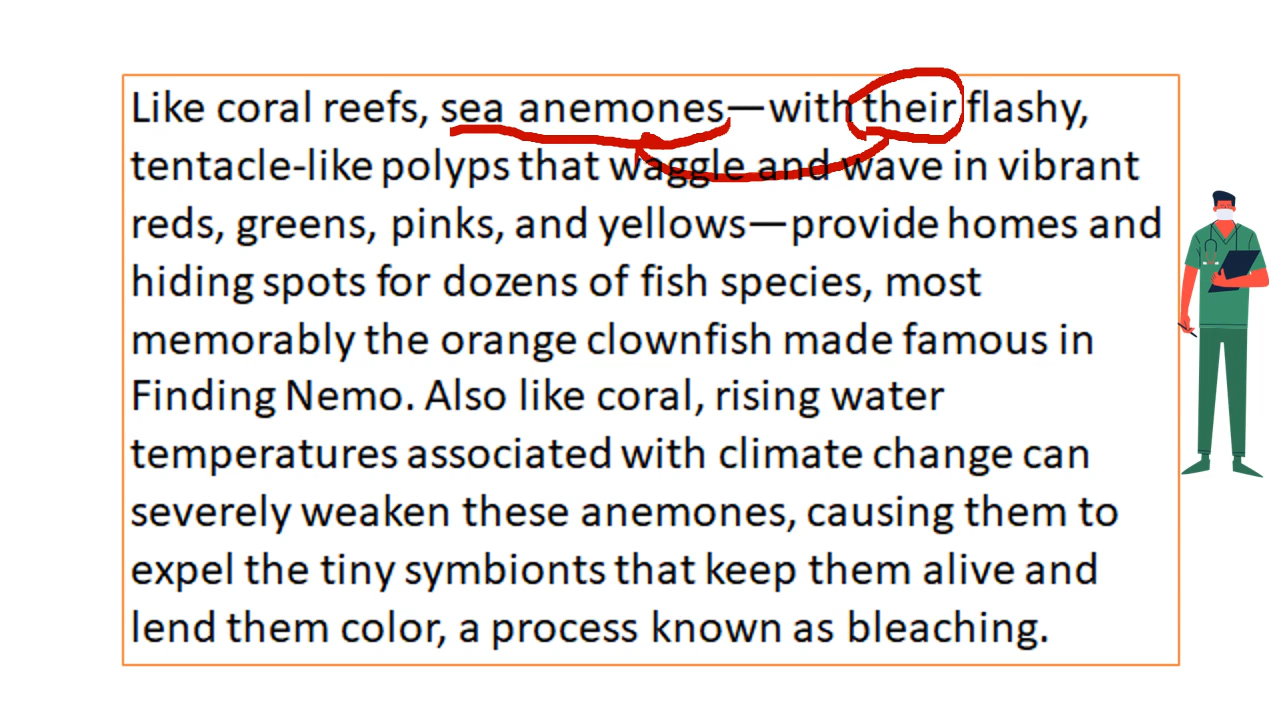 Like coral reefs, sea anemones—with their flashy,
tentacle-like polyps that waggle and wave in vibrant
reds, greens, pinks, and yellows—provide homes and
hiding spots for dozens of fish species, most
memorably the orange clownfish made famous in
Finding Nemo. Also like coral, rising water
temperatures associated with climate change can
severely weaken these anemones, causing them to
expel the tiny symbionts that keep them alive and
lend them color, a process known as bleaching.